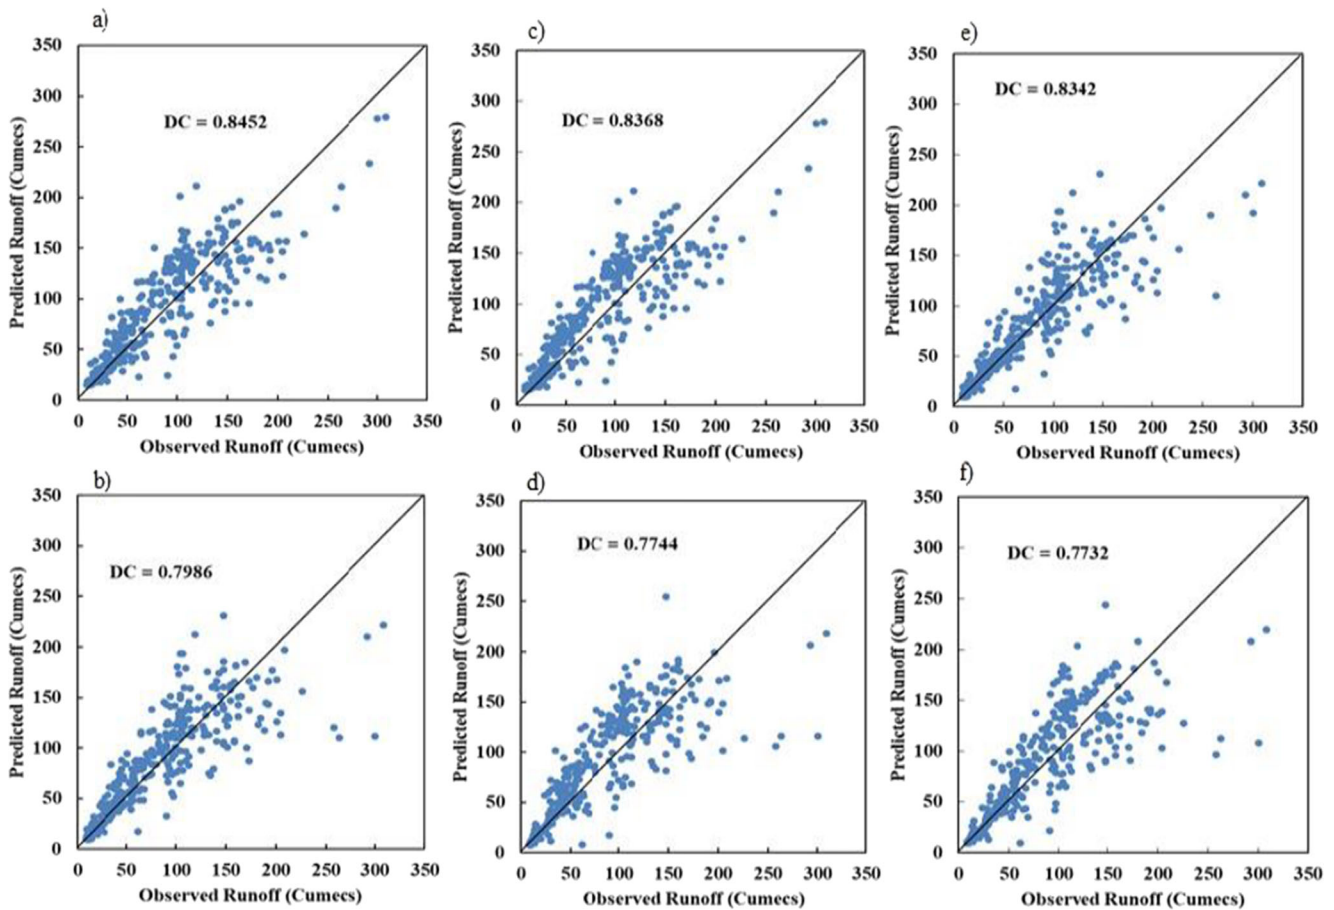 a)
350
300
250
200
150
100
50
0
DC = 0.8452
Predicted Runoff (Cumecs)
0 50 100 150 200 250 300 350
Observed Runoff (Cumecs)
c)
350
300
250
200
150
100
50
0
DC = 0.8368
Predicted Runoff (Cumecs)
0 50 100 150 200 250 300 350
Observed Runoff (Cumecs)
e)
350
300
250
200
150
100
50
0
DC = 0.8342
Predicted Runoff (Cumecs)
0 50 100 150 200 250 300 350
Observed Runoff (Cumecs)
b)
350
300
250
200
150
100
50
0
DC = 0.7986
Predicted Runoff (Cumecs)
0 50 100 150 200 250 300 350
Observed Runoff (Cumecs)
d)
350
300
250
200
150
100
50
0
DC = 0.7744
Predicted Runoff (Cumecs)
0 50 100 150 200 250 300 350
Observed Runoff (Cumecs)
f)
350
300
250
200
150
100
50
0
DC = 0.7732
Predicted Runoff (Cumecs)
0 50 100 150 200 250 300 350
Observed Runoff (Cumecs)